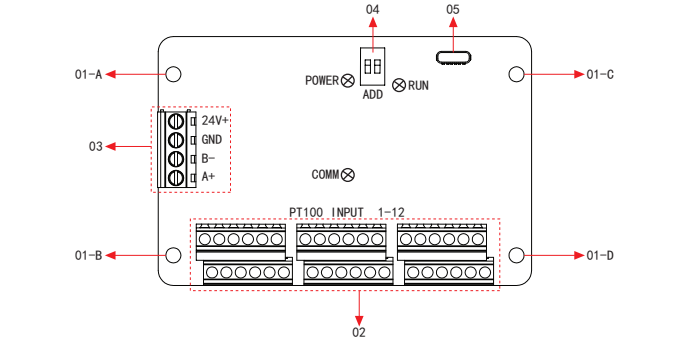 04
05
01-A
01-C
POWER
RUN
ADD
03
24V+
GND
B-
A+
COMM
PT100 INPUT 1-12
01-B
01-D
02